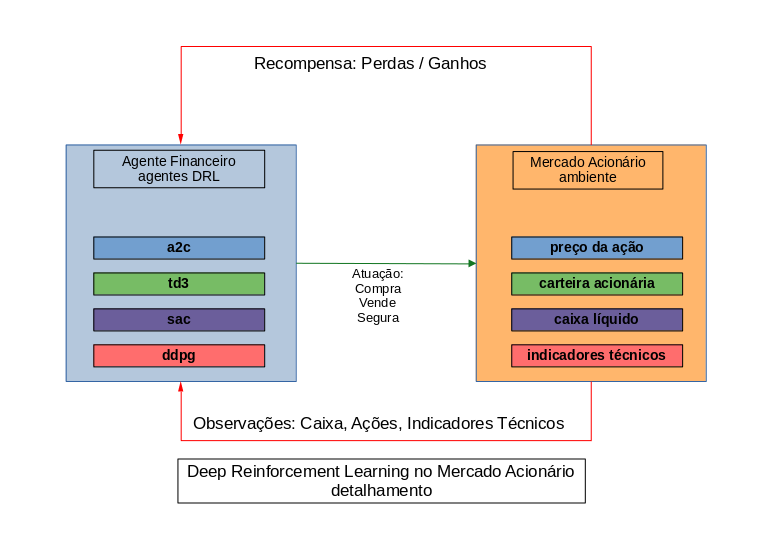 Recompensa: Perdas / Ganhos
Agente Financeiro
agentes DRL
a2c
td3
sac
ddpg
Atuação:
Compra
Vende
Segura
Mercado Acionário
ambiente
preço da ação
carteira acionária
caixa líquido
indicadores técnicos
Observações: Caixa, Ações, Indicadores Técnicos
Deep Reinforcement Learning no Mercado Acionário
detalhamento